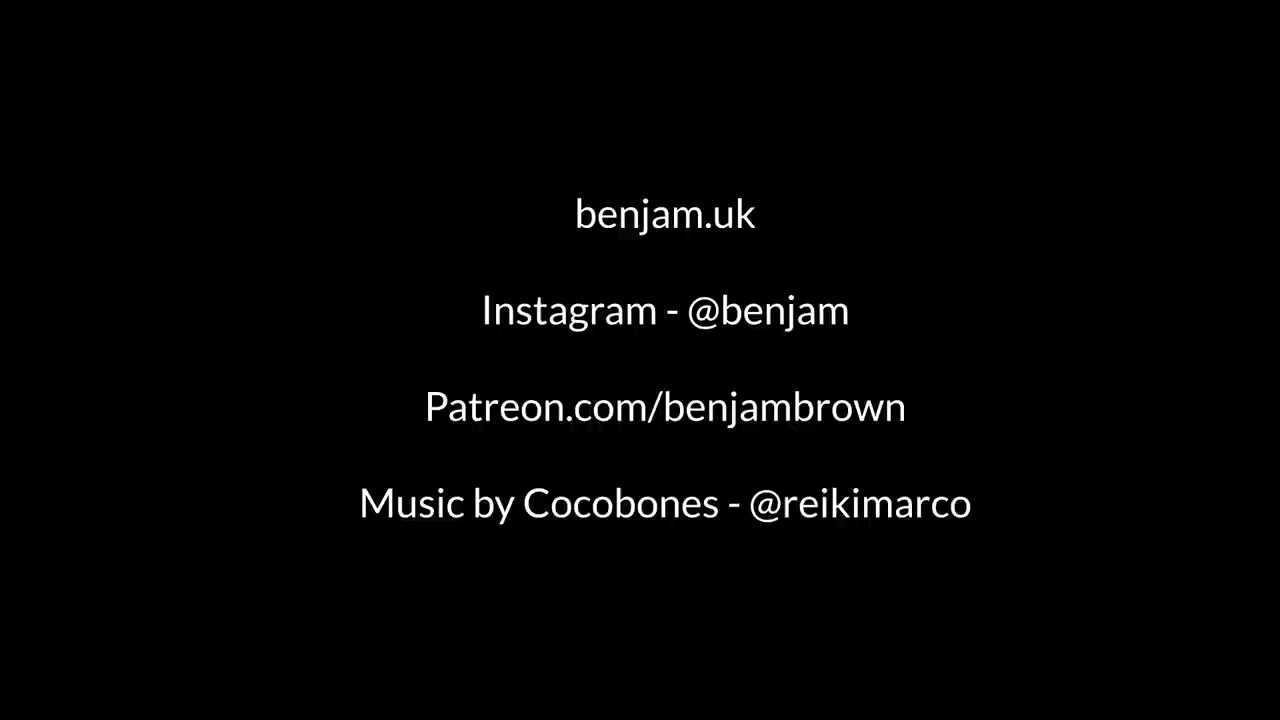 benjam.uk
Instagram - @benjam
Patreon.com/benjambrown
Music by Cocobones - @reikimarco